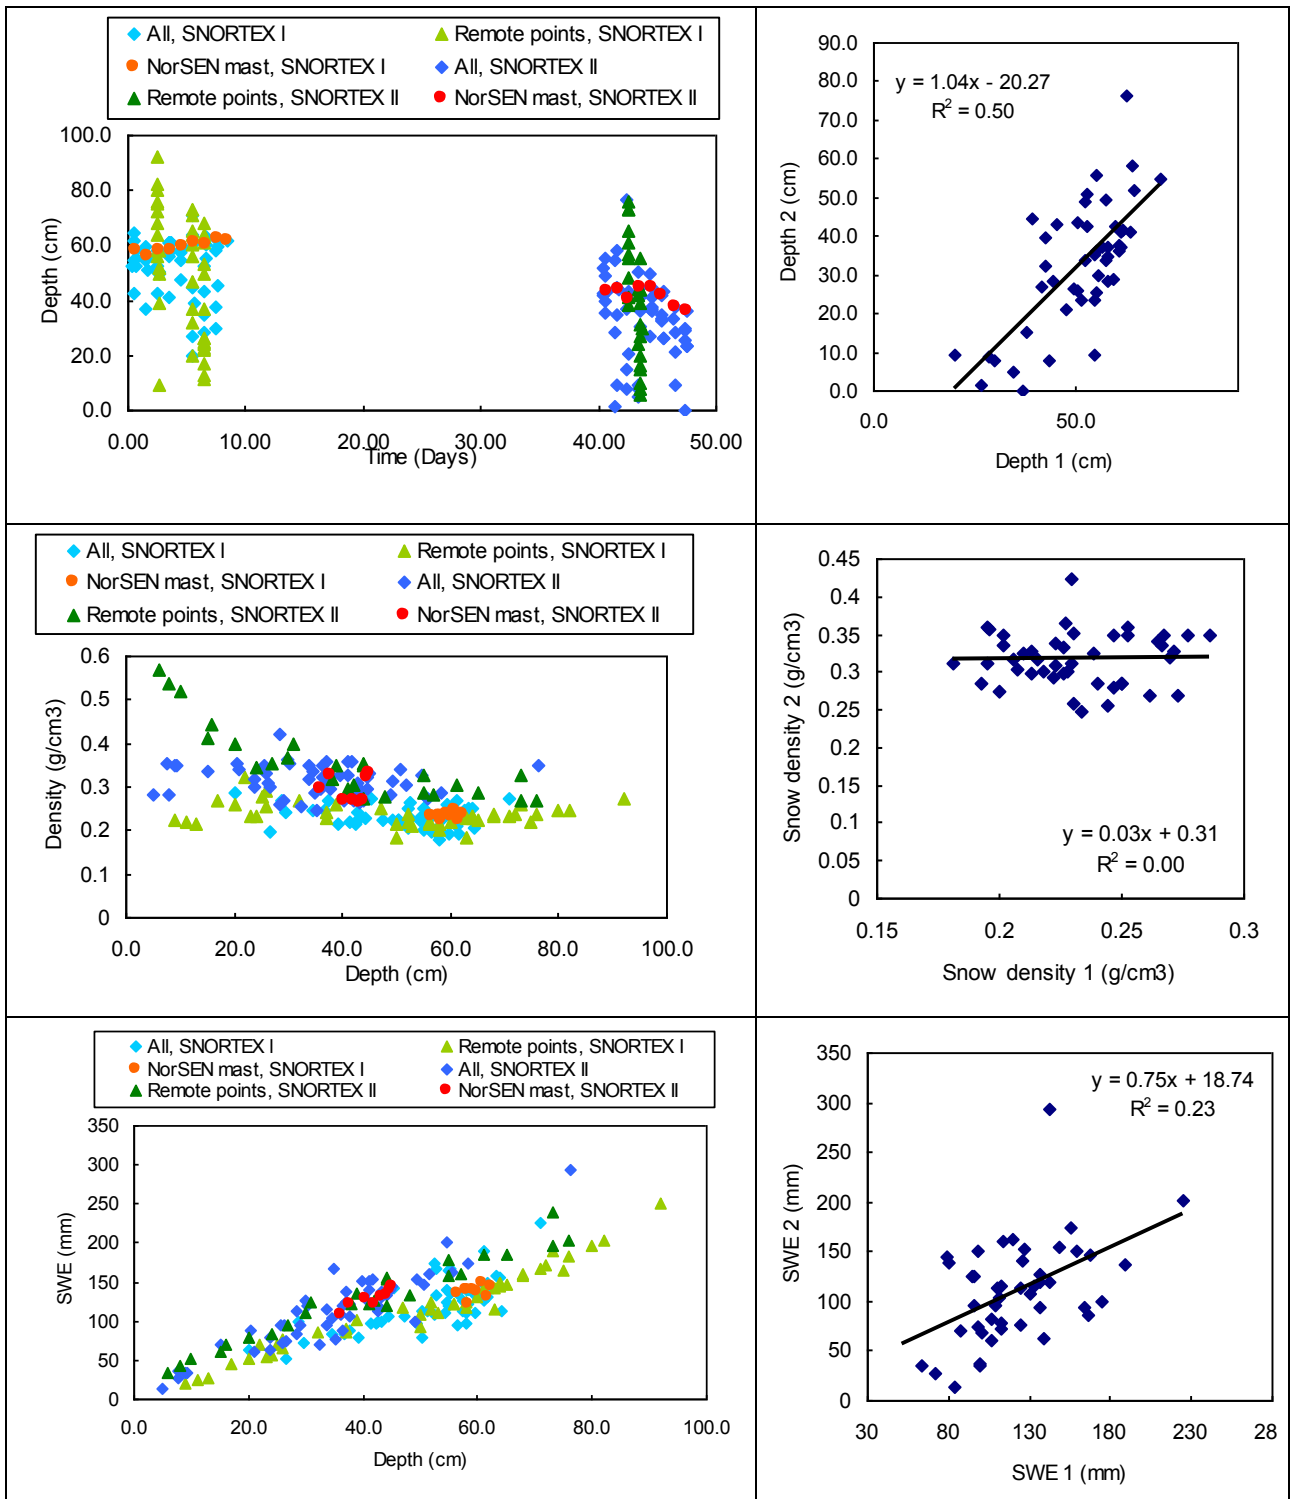 All, SNORTEX I
Remote points, SNORTEX I
NorSEN mast, SNORTEX I
All, SNORTEX II
Remote points, SNORTEX II
NorSEN mast, SNORTEX II
100.0
80.0
60.0
40.0
20.0
0.0
Depth (cm)
0.00 10.00 20.00 30.00 40.00 50.00
Time (Days)
90.0
80.0
70.0
60.0
50.0
40.0
30.0
20.0
10.0
0.0
Depth 2 (cm)
y = 1.04x - 20.27
R² = 0.50
0.0 50.0
Depth 1 (cm)
All, SNORTEX I
Remote points, SNORTEX I
NorSEN mast, SNORTEX I
All, SNORTEX II
Remote points, SNORTEX II
NorSEN mast, SNORTEX II
0.6
0.5
0.4
0.3
0.2
0.1
0
Density (g/cm3)
0.0 20.0 40.0 60.0 80.0 100.0
Depth (cm)
0.45
0.4
0.35
0.3
0.25
0.2
0.15
0.1
0.05
0
Snow density 2 (g/cm3)
y = 0.03x + 0.31
R² = 0.00
0.15 0.2 0.25 0.3
Snow density 1 (g/cm3)
All, SNORTEX I
Remote points, SNORTEX I
NorSEN mast, SNORTEX I
All, SNORTEX II
Remote points, SNORTEX II
NorSEN mast, SNORTEX II
350
300
250
200
150
100
50
0
SWE (mm)
0.0 20.0 40.0 60.0 80.0 100.0
Depth (cm)
350
300
250
200
150
100
50
0
SWE 2 (mm)
y = 0.75x + 18.74
R² = 0.23
30 80 130 180 230 28
SWE 1 (mm)